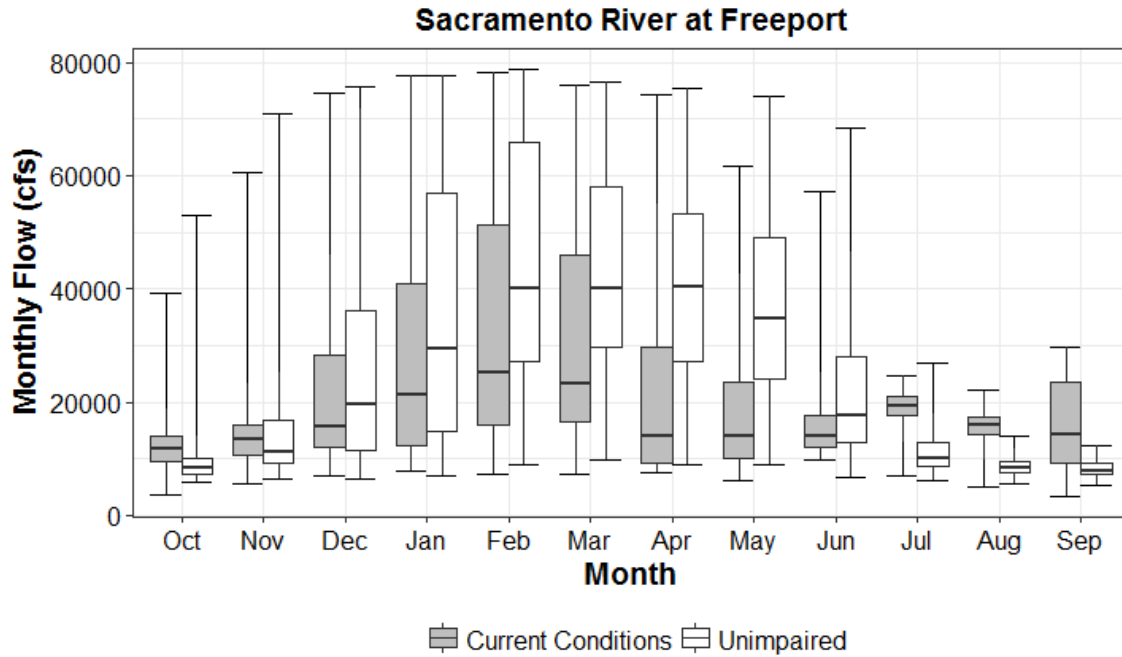 Sacramento River at Freeport
Monthly Flow (cfs)
80000
60000
40000
20000
0
Oct Nov Dec Jan Feb Mar Apr May Jun Jul Aug Sep
Month
Current Conditions Unimpaired